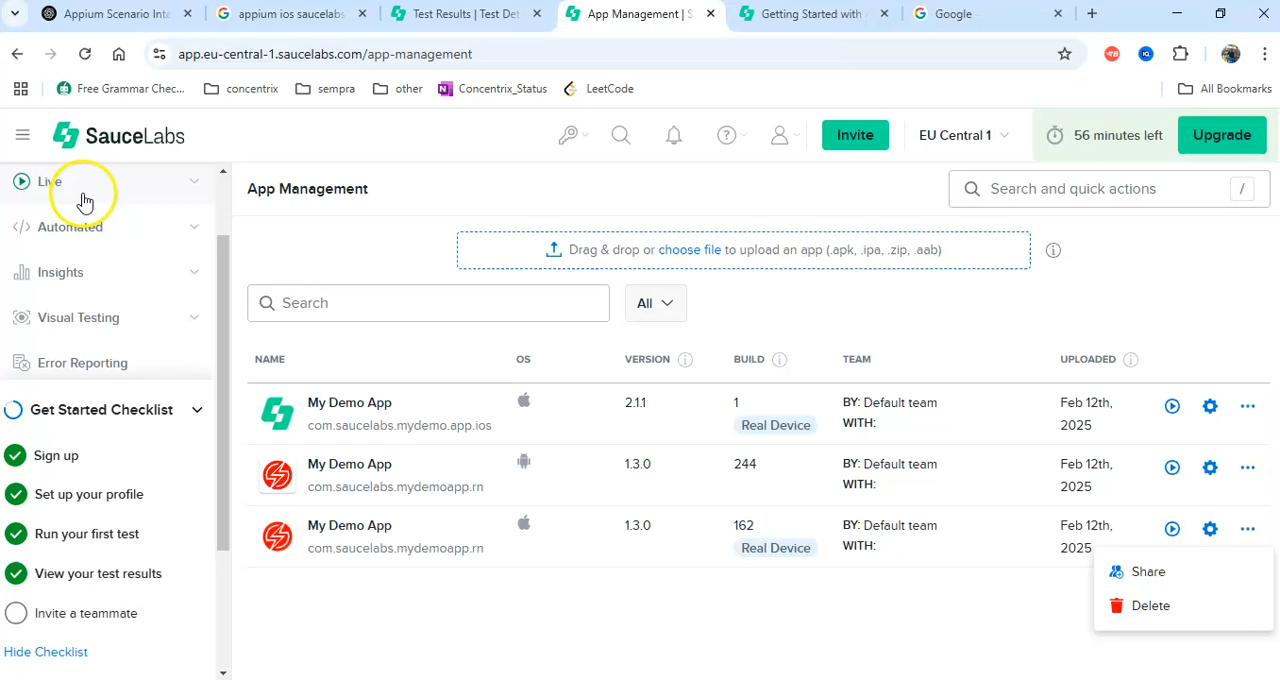 Appium Scenario Inte
appium ios saucelabs
Test Results | Test Det
App Management | S
Getting Started with
Google
app.eu-central-1.saucelabs.com/app-management
Free Grammar Chec...
concentrix
sempra
other
Concentrix_Status
LeetCode
All Bookmarks
SAUCELABS
Invite
EU Central 1
56 minutes left
Upgrade
Live
Automated
Insights
Visual Testing
Error Reporting
Get Started Checklist
Sign up
Set up your profile
Run your first test
View your test results
Invite a teammate
Hide Checklist
App Management
Search and quick actions /
Drag & drop or choose file to upload an app (.apk, .ipa, .zip, .aab)
Search
All
NAME OS VERSION BUILD TEAM UPLOADED
My Demo App 2.1.1 1 BY: Default team Feb 12th,
com.saucelabs.mydemo.app.ios Real Device WITH: 2025
My Demo App 1.3.0 244 BY: Default team Feb 12th,
com.saucelabs.mydemoapp.rn WITH: 2025
My Demo App 1.3.0 162 BY: Default team Feb 12th,
com.saucelabs.mydemoapp.rn Real Device WITH: 2025
Share
Delete